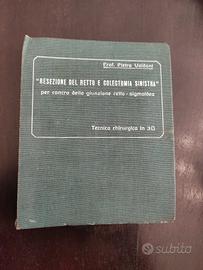 Prof. Pietro Valdoni
"RESEZIONE DEL RETTO E COLECTOMIA SINISTRA"
per cancro della giunzione retto-sigmoidea
Tecnica chirurgica in 3D
subito